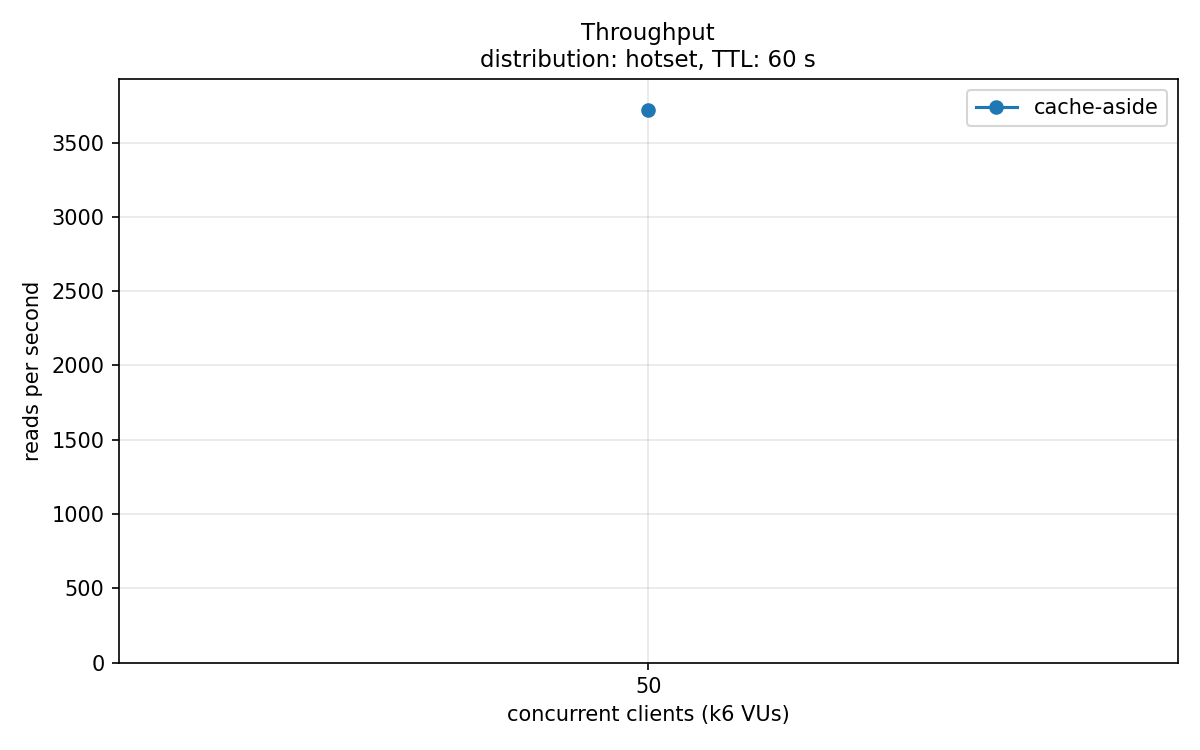 Throughput
distribution: hotset, TTL: 60 s
cache-aside
3500
3000
2500
2000
1500
1000
500
0
reads per second
50
concurrent clients (k6 VUs)